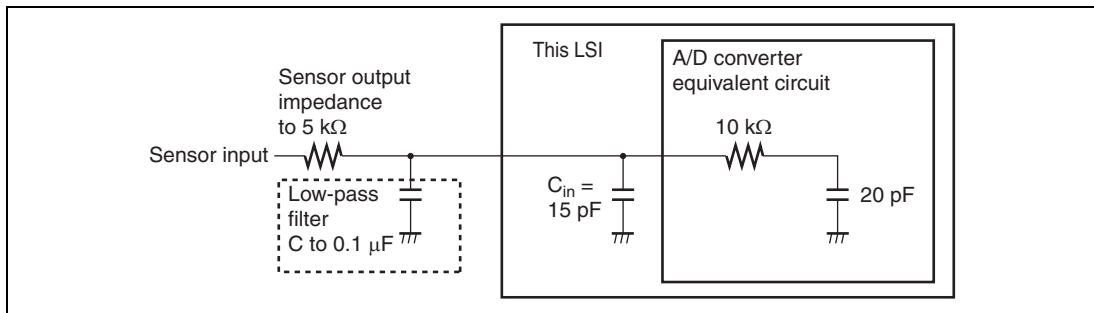 This LSI
A/D converter
equivalent circuit
Sensor output
impedance
to 5 kΩ
10 kΩ
Sensor input
Low-pass
filter
C to 0.1 μF
Cin =
15 pF
20 pF